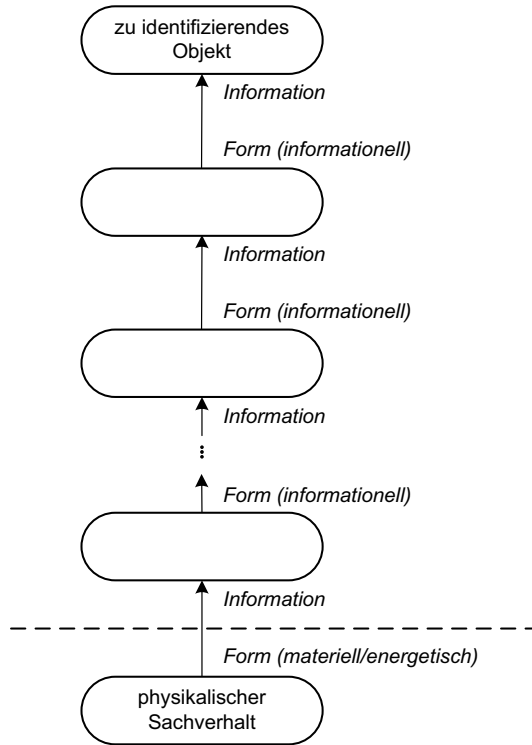 zu identifizierendes
Objekt
Information
Form (informationell)
Information
Form (informationell)
Information
...
Form (informationell)
Information
Form (materiell/energetisch)
physikalischer
Sachverhalt